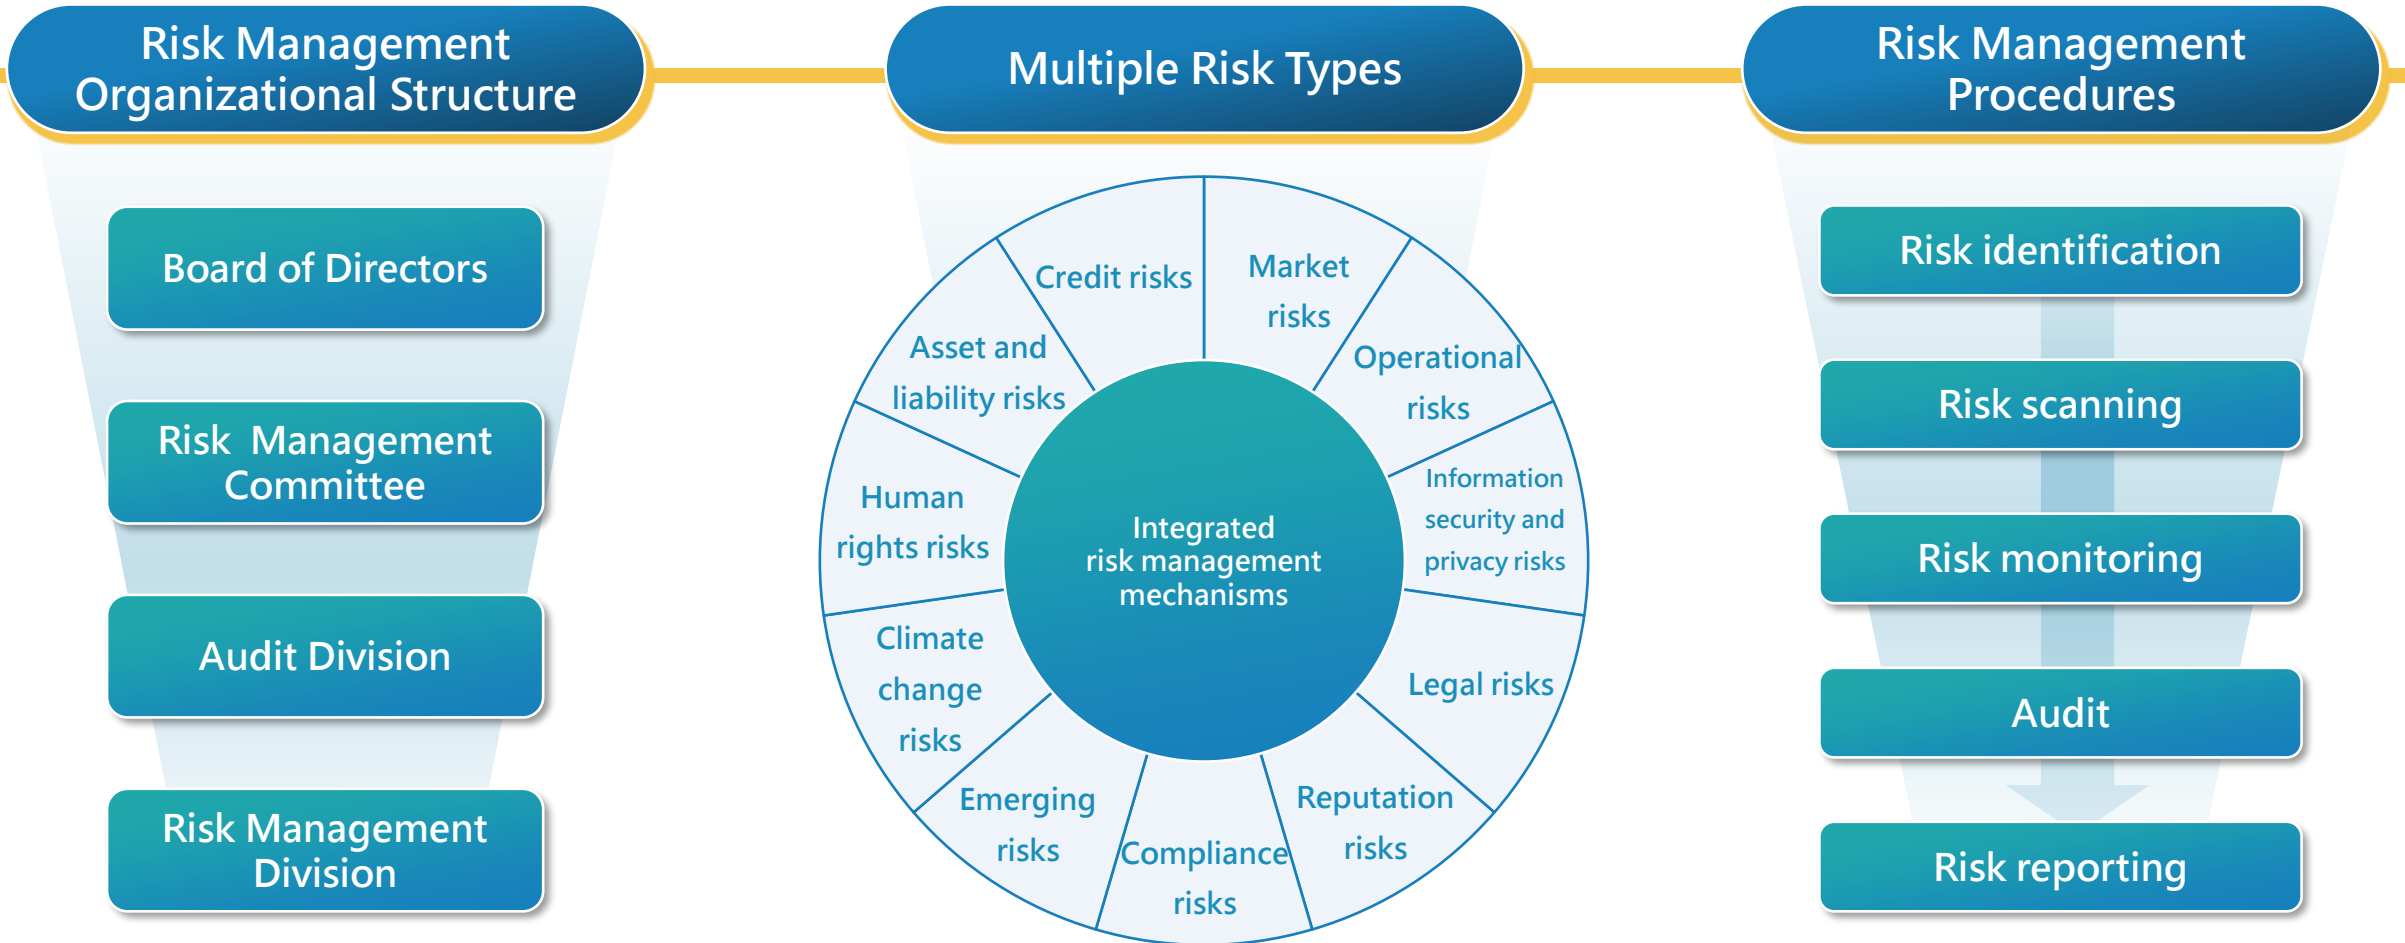 Risk Management
Organizational Structure
Board of Directors
Risk Management
Committee
Audit Division
Risk Management
Division
Multiple Risk Types
Market
risks
Operational
risks
Information
security and
privacy risks
Legal risks
Reputation
risks
Compliance
risks
Emerging
risks
Climate
change
risks
Human
rights risks
Asset and
liability risks
Credit risks
Integrated
risk management
mechanisms
Risk Management
Procedures
Risk identification
Risk scanning
Risk monitoring
Audit
Risk reporting